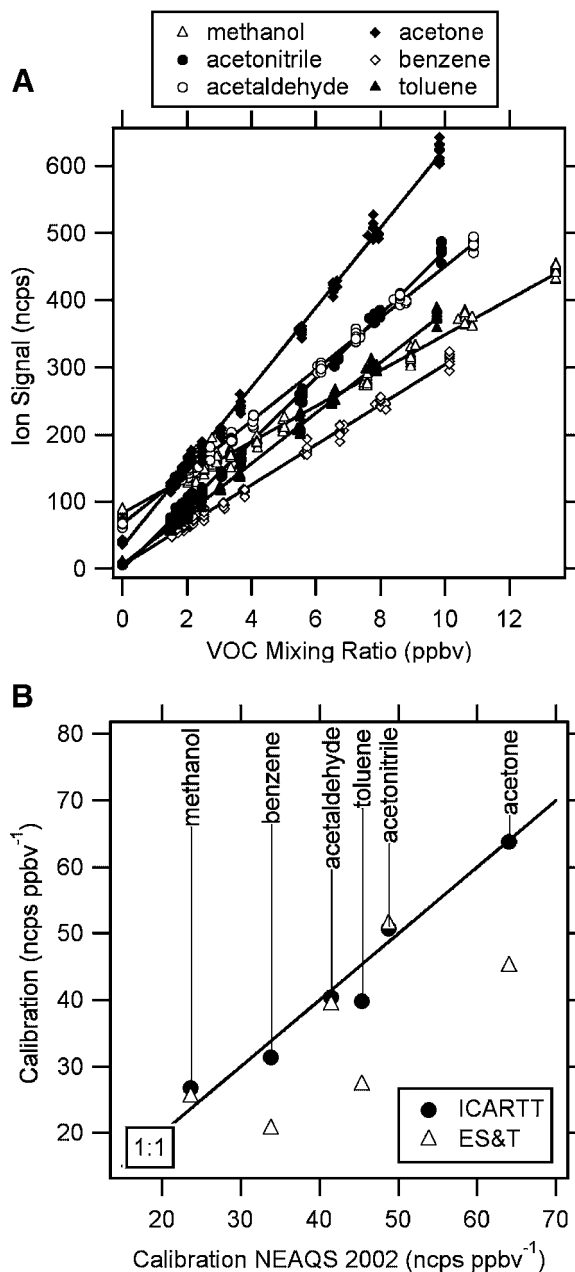 methanol acetone
acetonitrile benzene
acetaldehyde toluene
A
600
500
400
300
200
100
0
Ion Signal (ncps)
0 2 4 6 8 10 12
VOC Mixing Ratio (ppbv)
B
80
70
60
50
40
30
20
Calibration (ncps ppbv⁻¹)
methanol
benzene
acetaldehyde
toluene
acetonitrile
acetone
1:1
ICARTT
ES&T
20 30 40 50 60 70
Calibration NEAQS 2002 (ncps ppbv⁻¹)